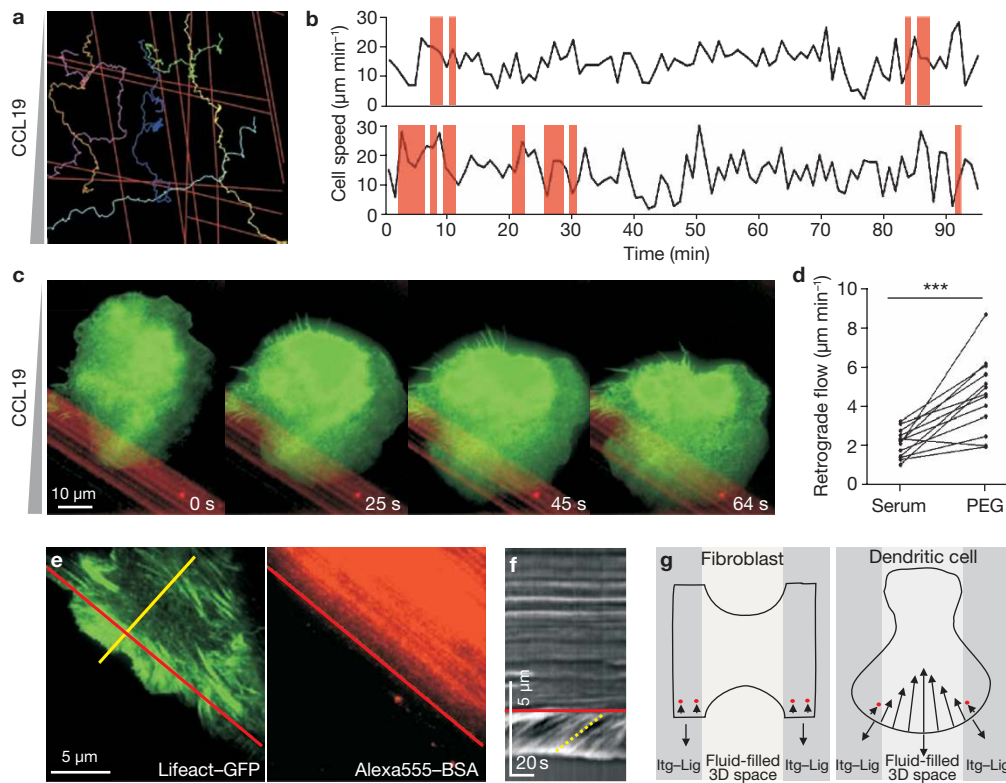 a
CCL19
b
Cell speed (µm min⁻¹)
30
20
10
0
30
20
10
0
0 10 20 30 40 50 60 70 80 90
Time (min)
c
CCL19
10 µm
0 s
25 s
45 s
64 s
d
***
Retrograde flow (µm min⁻¹)
10
8
6
4
2
0
Serum PEG
e
5 µm
Lifeact–GFP
Alexa555–BSA
f
5 µm
20 s
g
Fibroblast
Itg–Lig
Fluid-filled
3D space
Itg–Lig
Dendritic cell
Itg–Lig
Fluid-filled
3D space
Itg–Lig